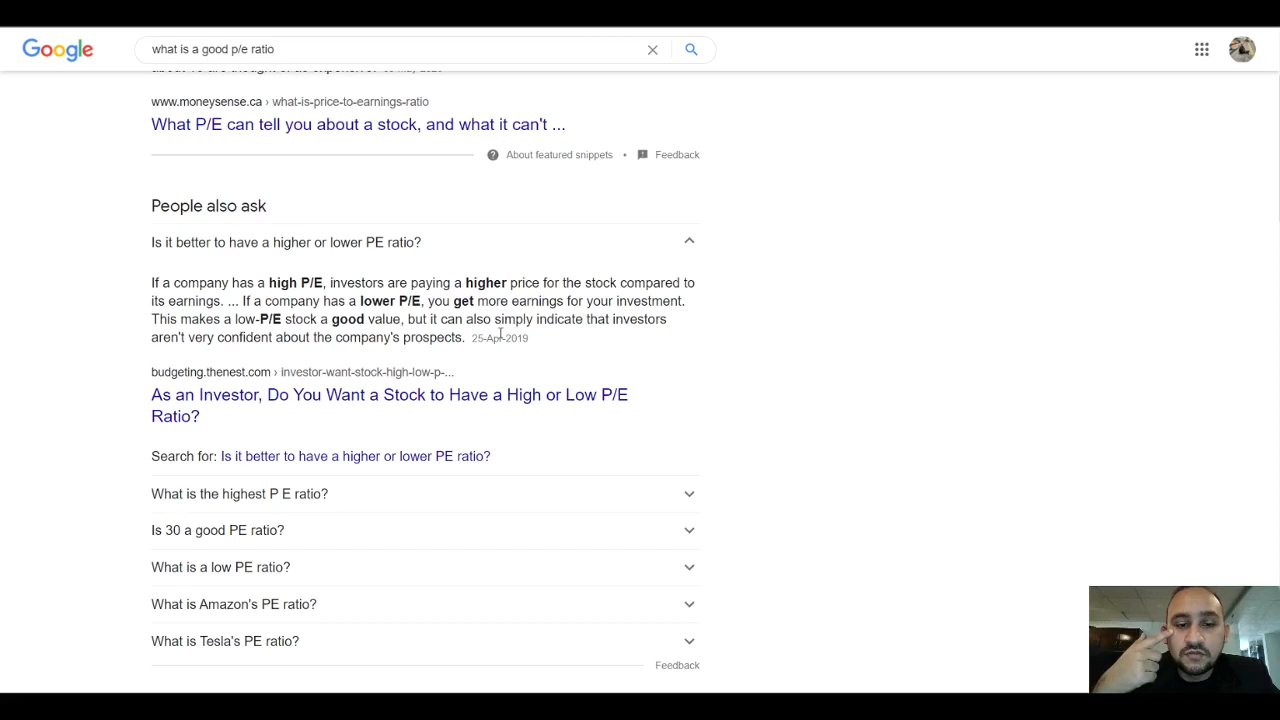 Google
what is a good p/e ratio
www.moneysense.ca › what-is-price-to-earnings-ratio
What P/E can tell you about a stock, and what it can't ...
About featured snippets • Feedback
People also ask
Is it better to have a higher or lower PE ratio?
If a company has a high P/E, investors are paying a higher price for the stock compared to
its earnings. ... If a company has a lower P/E, you get more earnings for your investment.
This makes a low-P/E stock a good value, but it can also simply indicate that investors
aren't very confident about the company's prospects. 25-Apr-2019
budgeting.thenest.com › investor-want-stock-high-low-p-...
As an Investor, Do You Want a Stock to Have a High or Low P/E
Ratio?
Search for: Is it better to have a higher or lower PE ratio?
What is the highest P E ratio?
Is 30 a good PE ratio?
What is a low PE ratio?
What is Amazon's PE ratio?
What is Tesla's PE ratio?
Feedback